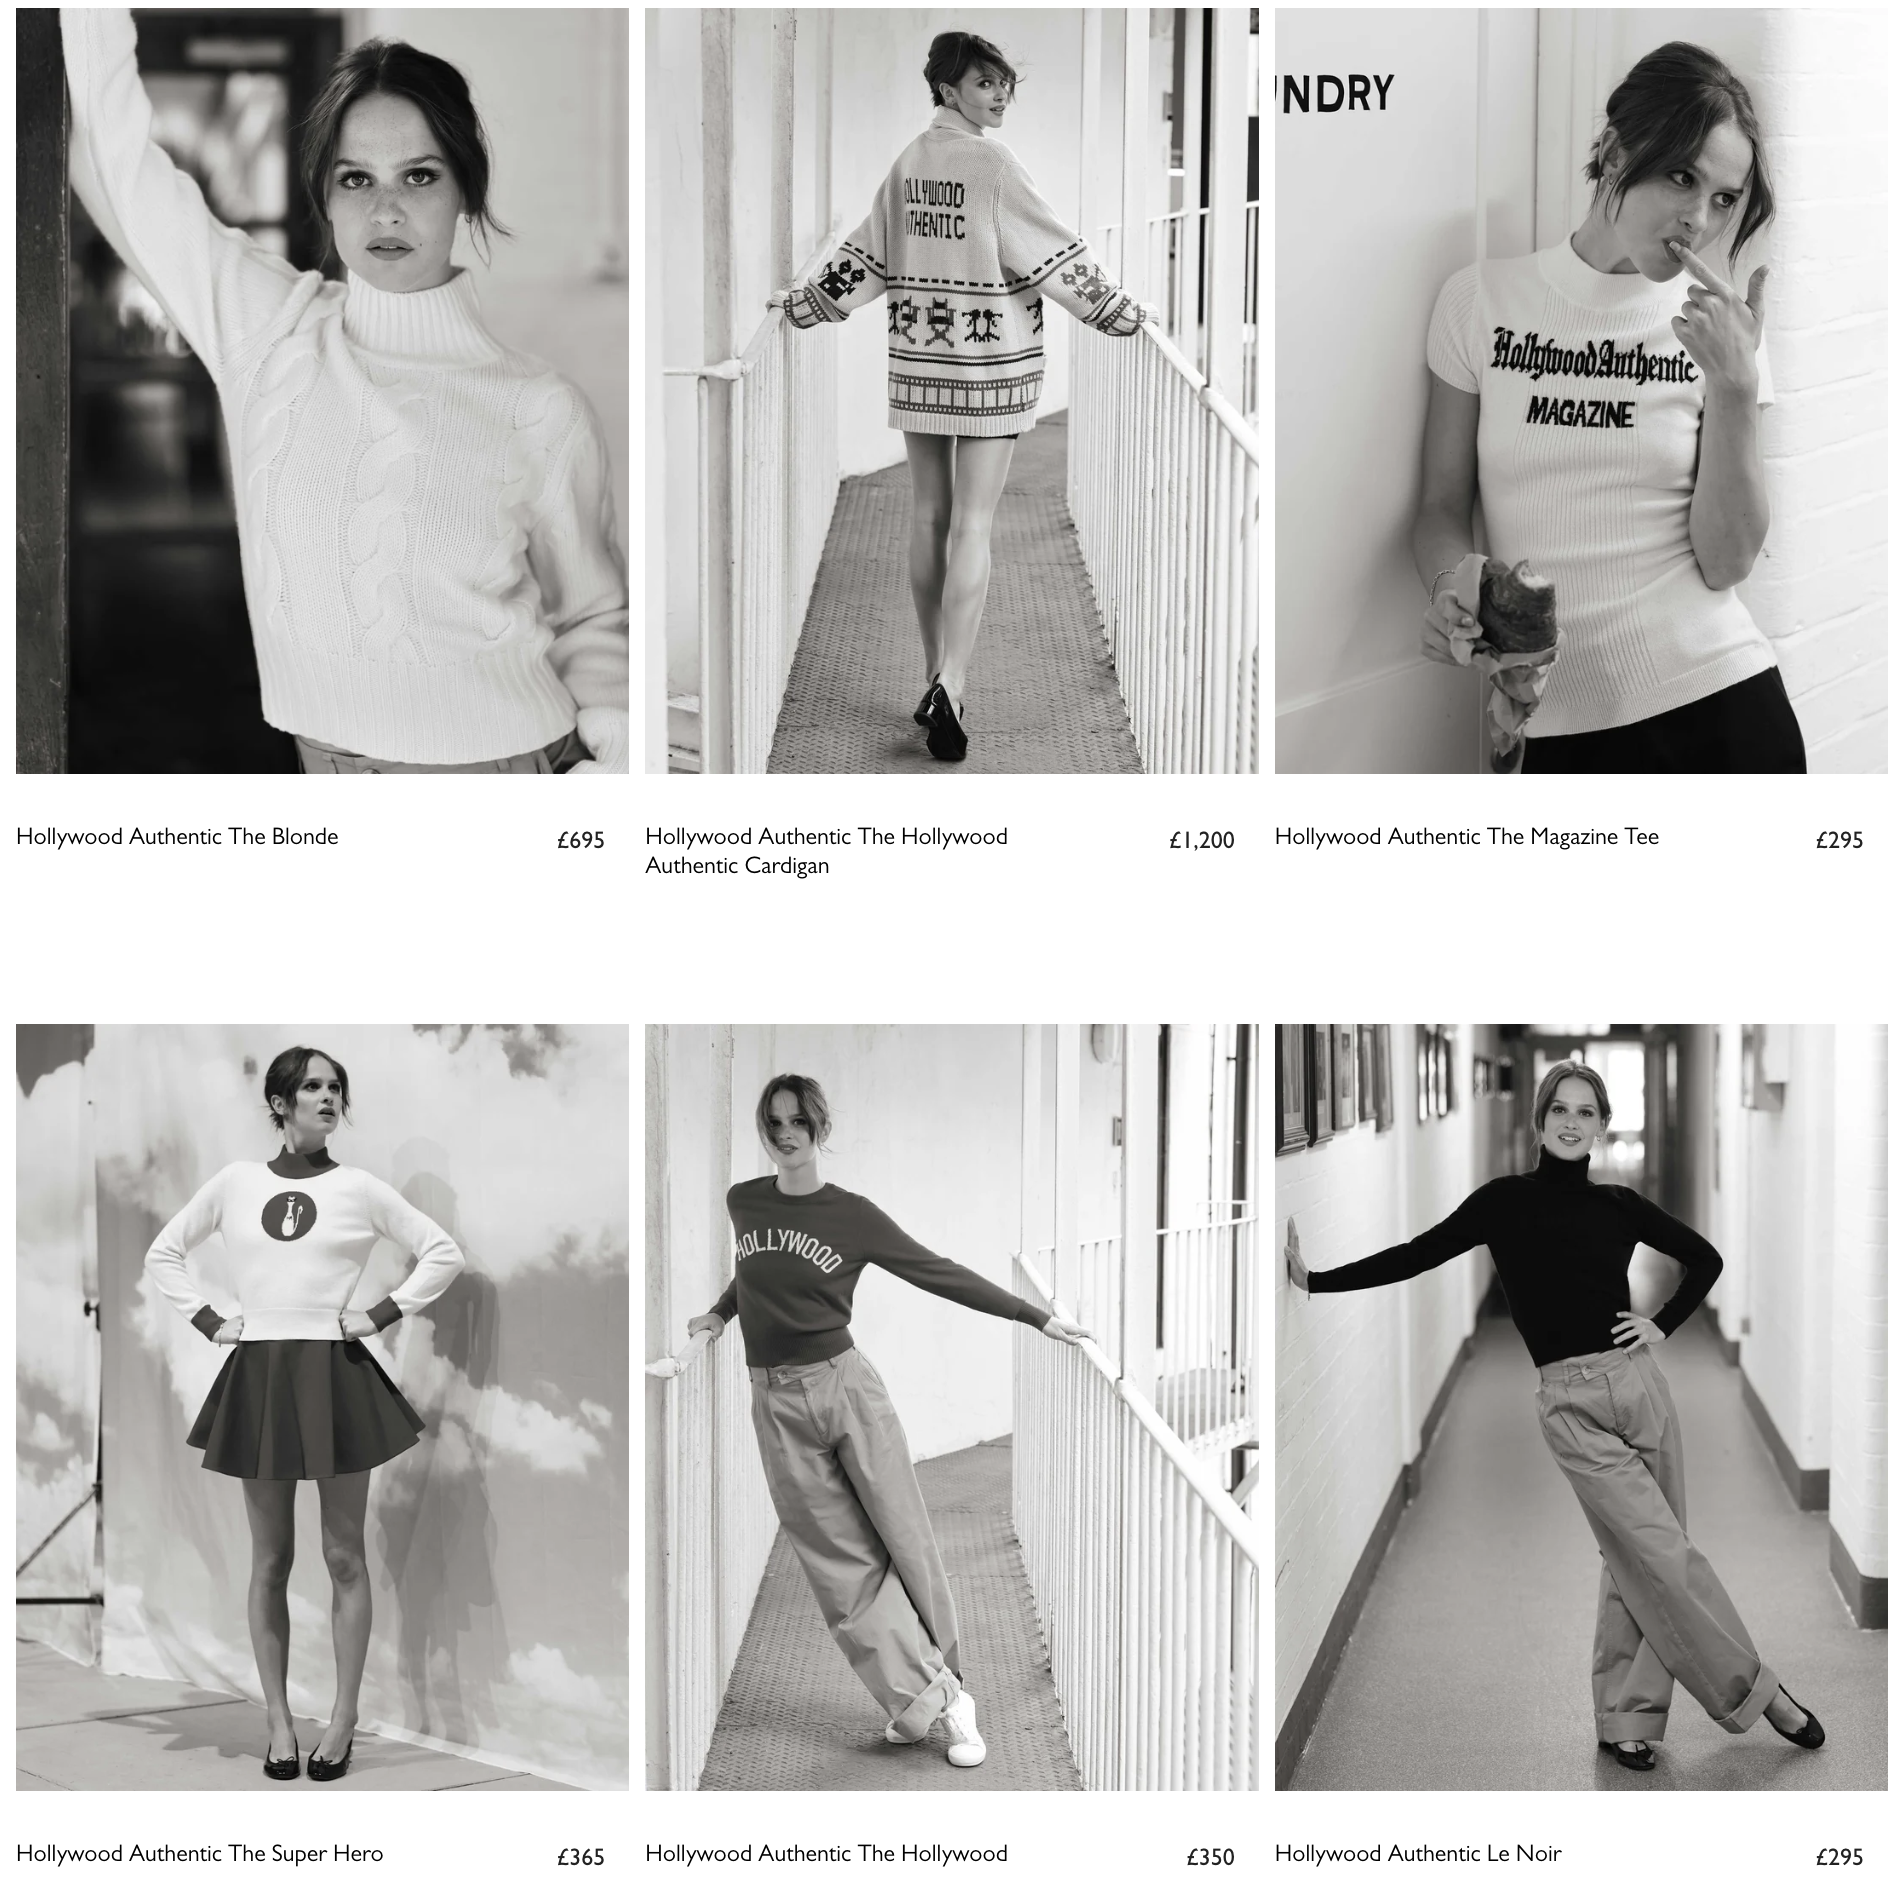 OLLYWOOD
UTHENTIC
NDRY
HollywoodAuthentic
MAGAZINE
Hollywood Authentic The Blonde
£695
Hollywood Authentic The Hollywood
Authentic Cardigan
£1,200
Hollywood Authentic The Magazine Tee
£295
HOLLYWOOD
Hollywood Authentic The Super Hero
£365
Hollywood Authentic The Hollywood
£350
Hollywood Authentic Le Noir
£295